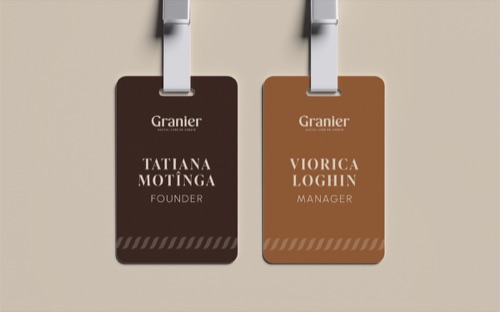 Granier
TATIANA
MOTÎNGA
FOUNDER
Granier
VIORICA
LOGHIN
MANAGER